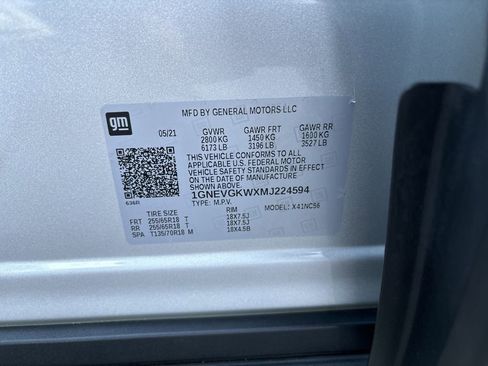 gm
MFD BY GENERAL MOTORS LLC
05/21 GVWR GAWR FRT GAWR RR
2800 KG 1450 KG 1600 KG
6173 LB 3196 LB 3527 LB
THIS VEHICLE CONFORMS TO ALL
APPLICABLE U.S. FEDERAL MOTOR
VEHICLE SAFETY STANDARDS IN EFFECT
ON THE DATE OF MANUFACTURE SHOWN ABOVE.
1GNEVGKWXMJ224594
636R TYPE: M.P.V. MODEL: X41NC56
TIRE SIZE RIM
FRT 255/65R18 T 18X7.5J
RR 255/65R18 T 18X7.5J
SPA T135/70R18 M 18X4.5B